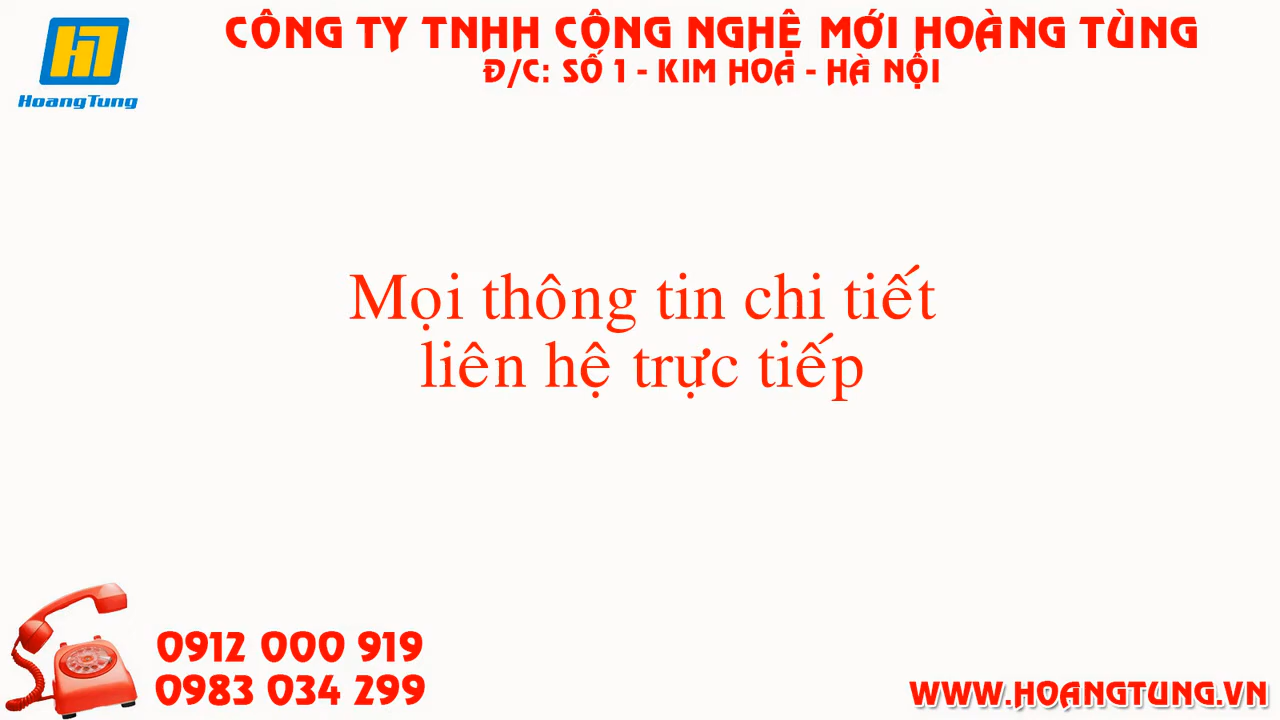 CÔNG TY TNHH CÔNG NGHỆ MỚI HOÀNG TÙNG
Đ/C: SỐ 1 - KIM HOA - HÀ NỘI
HT
HoangTung
Mọi thông tin chi tiết
liên hệ trực tiếp
0912 000 919
0983 034 299
WWW.HOANGTUNG.VN